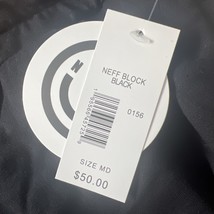 N
NEFF BLOCK
BLACK
0156
SIZE MD
$50.00